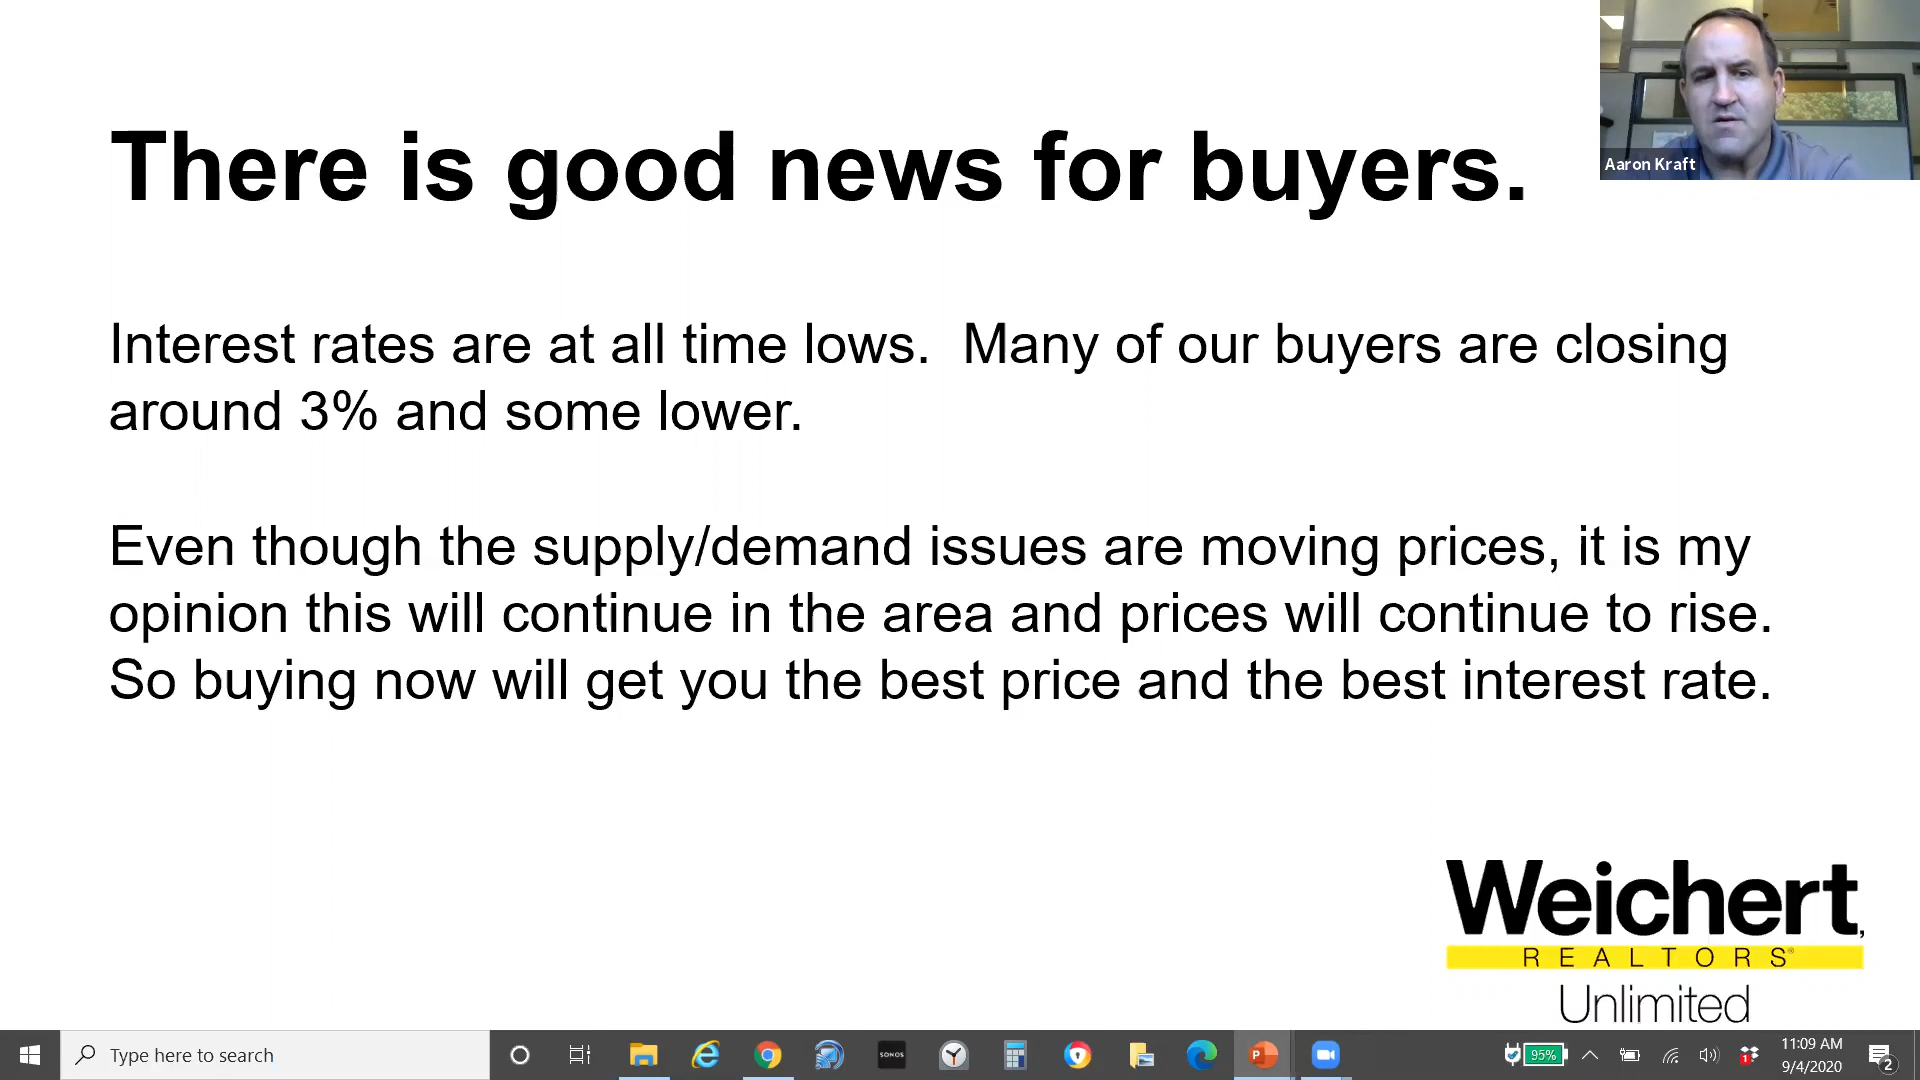 There is good news for buyers.
Aaron Kraft
Interest rates are at all time lows.  Many of our buyers are closing
around 3% and some lower.
Even though the supply/demand issues are moving prices, it is my
opinion this will continue in the area and prices will continue to rise.
So buying now will get you the best price and the best interest rate.
Weichert,
REALTORS®
Unlimited
Type here to search
SONOS
95%
1
11:09 AM
9/4/2020
2